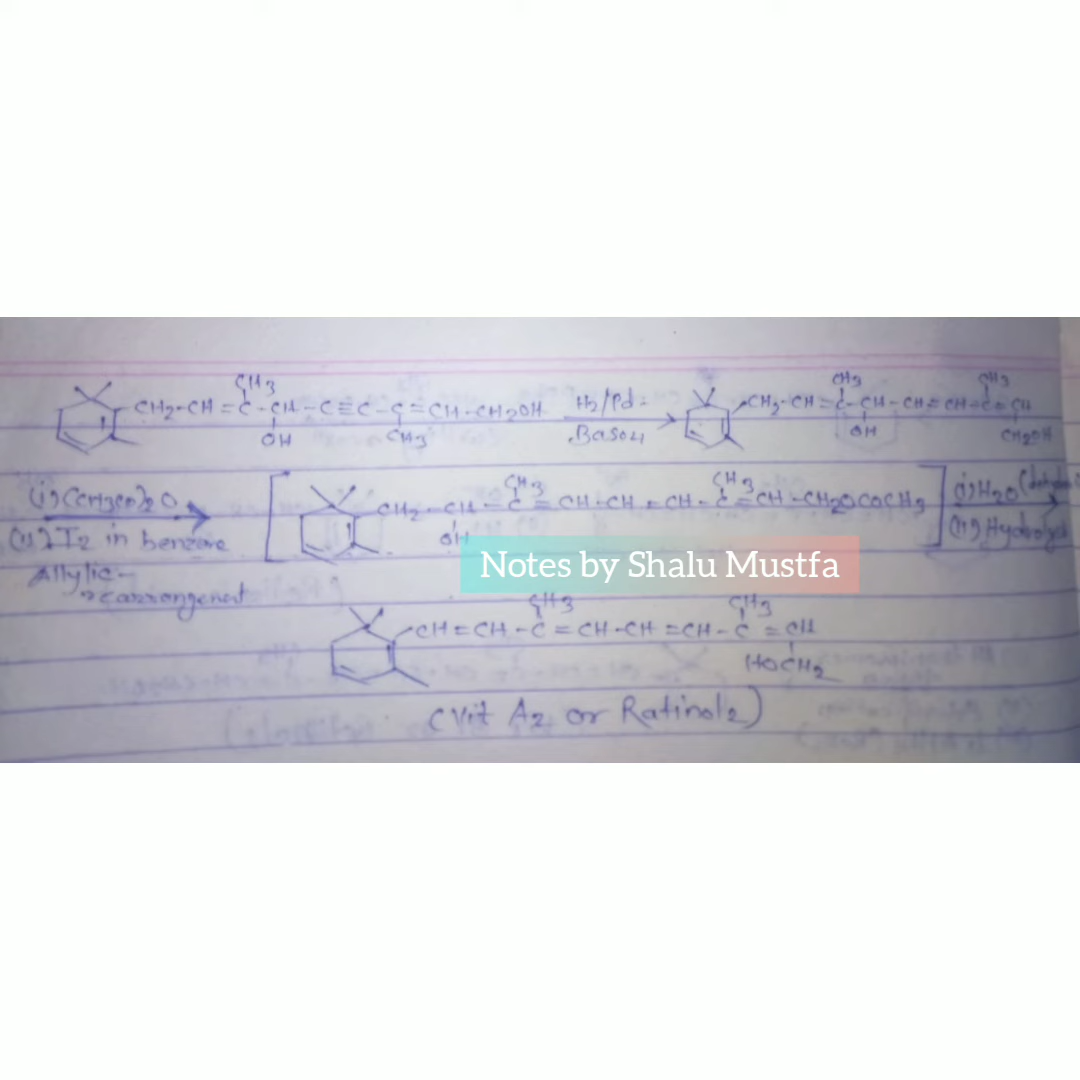 CH3
CH2-CH=C-CH-C≡C-C=CH-CH2OH H2/Pd- CH2-CH=C-CH-CH=CH-C=CH
OH CH3 BaSO4 CH3 OH CH3 CH2OH
(i) (CH3CO)2O CH2-CH-C=CH-CH=CH-C=CH-CH2OCOCH3 (i) H2O
(ii) I2 in benzene OH CH3 CH3 (ii)
Allylic-
rearrangement
Notes by Shalu Mustfa
CH3 CH3
CH=CH-C=CH-CH=CH-C=CH
HOCH2
(Vit A2 or Ratinol2)